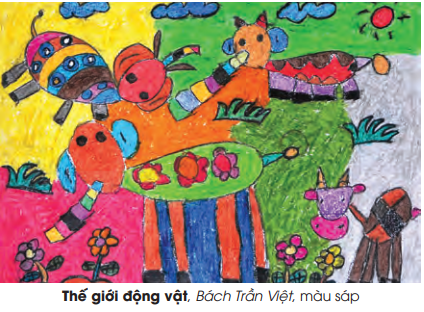 Thế giới động vật, Bách Trần Việt, màu sáp